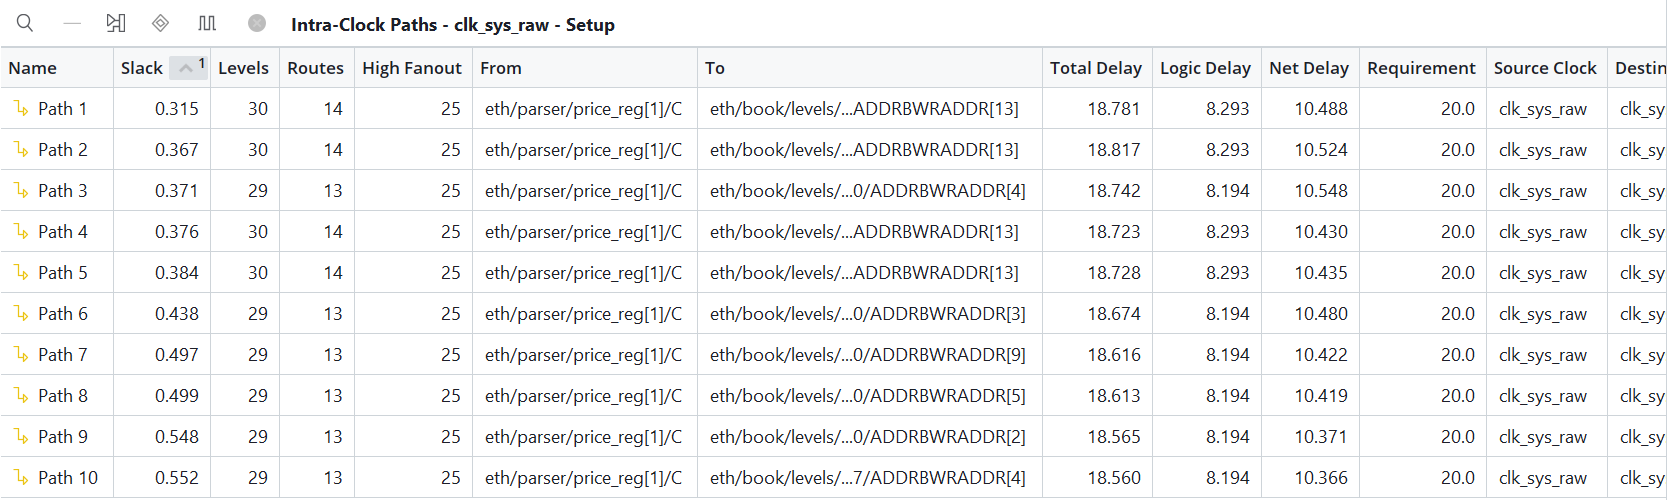 Intra-Clock Paths - clk_sys_raw - Setup
Name Slack 1 Levels Routes High Fanout From To Total Delay Logic Delay Net Delay Requirement Source Clock Destin
Path 1 0.315 30 14 25 eth/parser/price_reg[1]/C eth/book/levels/...ADDRBWRADDR[13] 18.781 8.293 10.488 20.0 clk_sys_raw clk_sy
Path 2 0.367 30 14 25 eth/parser/price_reg[1]/C eth/book/levels/...ADDRBWRADDR[13] 18.817 8.293 10.524 20.0 clk_sys_raw clk_sy
Path 3 0.371 29 13 25 eth/parser/price_reg[1]/C eth/book/levels/...0/ADDRBWRADDR[4] 18.742 8.194 10.548 20.0 clk_sys_raw clk_sy
Path 4 0.376 30 14 25 eth/parser/price_reg[1]/C eth/book/levels/...ADDRBWRADDR[13] 18.723 8.293 10.430 20.0 clk_sys_raw clk_sy
Path 5 0.384 30 14 25 eth/parser/price_reg[1]/C eth/book/levels/...ADDRBWRADDR[13] 18.728 8.293 10.435 20.0 clk_sys_raw clk_sy
Path 6 0.438 29 13 25 eth/parser/price_reg[1]/C eth/book/levels/...0/ADDRBWRADDR[3] 18.674 8.194 10.480 20.0 clk_sys_raw clk_sy
Path 7 0.497 29 13 25 eth/parser/price_reg[1]/C eth/book/levels/...0/ADDRBWRADDR[9] 18.616 8.194 10.422 20.0 clk_sys_raw clk_sy
Path 8 0.499 29 13 25 eth/parser/price_reg[1]/C eth/book/levels/...0/ADDRBWRADDR[5] 18.613 8.194 10.419 20.0 clk_sys_raw clk_sy
Path 9 0.548 29 13 25 eth/parser/price_reg[1]/C eth/book/levels/...0/ADDRBWRADDR[2] 18.565 8.194 10.371 20.0 clk_sys_raw clk_sy
Path 10 0.552 29 13 25 eth/parser/price_reg[1]/C eth/book/levels/...7/ADDRBWRADDR[4] 18.560 8.194 10.366 20.0 clk_sys_raw clk_sy